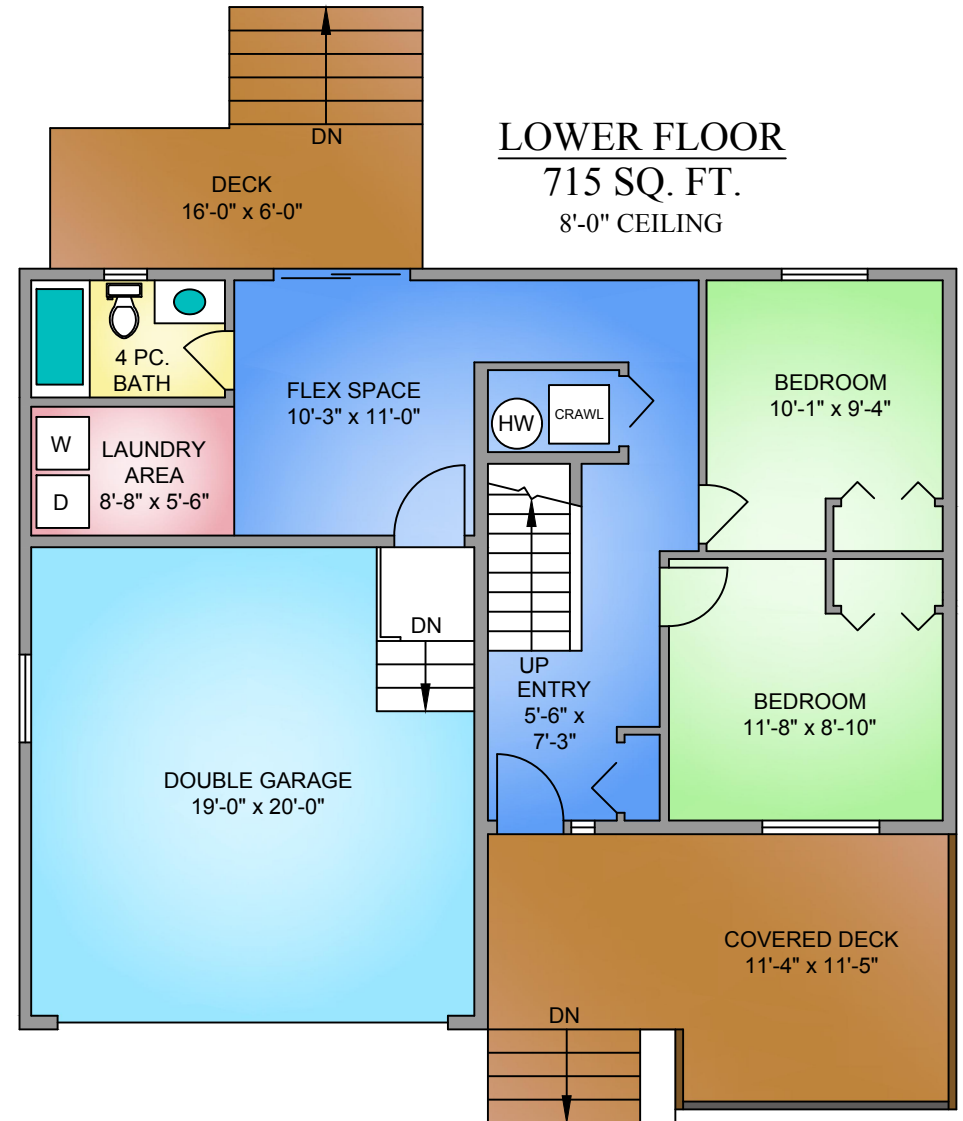 DN
LOWER FLOOR
715 SQ. FT.
8'-0" CEILING
DECK
16'-0" x 6'-0"
4 PC.
BATH
FLEX SPACE
10'-3" x 11'-0"
HW
CRAWL
BEDROOM
10'-1" x 9'-4"
W
D
LAUNDRY
AREA
8'-8" x 5'-6"
DN
UP
ENTRY
5'-6" x
7'-3"
BEDROOM
11'-8" x 8'-10"
DOUBLE GARAGE
19'-0" x 20'-0"
COVERED DECK
11'-4" x 11'-5"
DN